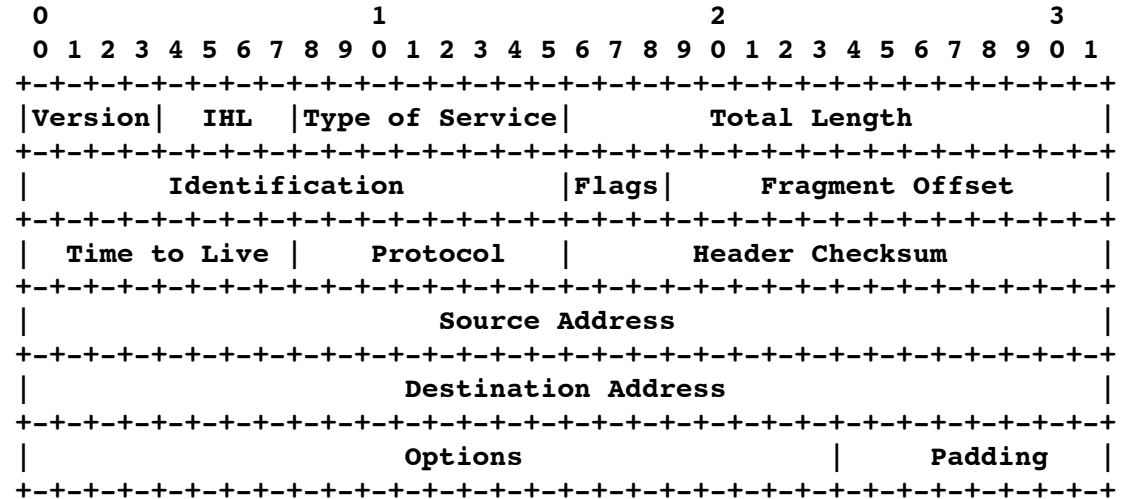 0                   1                   2                   3
0 1 2 3 4 5 6 7 8 9 0 1 2 3 4 5 6 7 8 9 0 1 2 3 4 5 6 7 8 9 0 1
+-+-+-+-+-+-+-+-+-+-+-+-+-+-+-+-+-+-+-+-+-+-+-+-+-+-+-+-+-+-+-+-+
|Version|  IHL  |Type of Service|          Total Length         |
+-+-+-+-+-+-+-+-+-+-+-+-+-+-+-+-+-+-+-+-+-+-+-+-+-+-+-+-+-+-+-+-+
|         Identification        |Flags|      Fragment Offset    |
+-+-+-+-+-+-+-+-+-+-+-+-+-+-+-+-+-+-+-+-+-+-+-+-+-+-+-+-+-+-+-+-+
|  Time to Live |    Protocol   |         Header Checksum       |
+-+-+-+-+-+-+-+-+-+-+-+-+-+-+-+-+-+-+-+-+-+-+-+-+-+-+-+-+-+-+-+-+
|                       Source Address                          |
+-+-+-+-+-+-+-+-+-+-+-+-+-+-+-+-+-+-+-+-+-+-+-+-+-+-+-+-+-+-+-+-+
|                    Destination Address                        |
+-+-+-+-+-+-+-+-+-+-+-+-+-+-+-+-+-+-+-+-+-+-+-+-+-+-+-+-+-+-+-+-+
|                    Options                    |    Padding    |
+-+-+-+-+-+-+-+-+-+-+-+-+-+-+-+-+-+-+-+-+-+-+-+-+-+-+-+-+-+-+-+-+